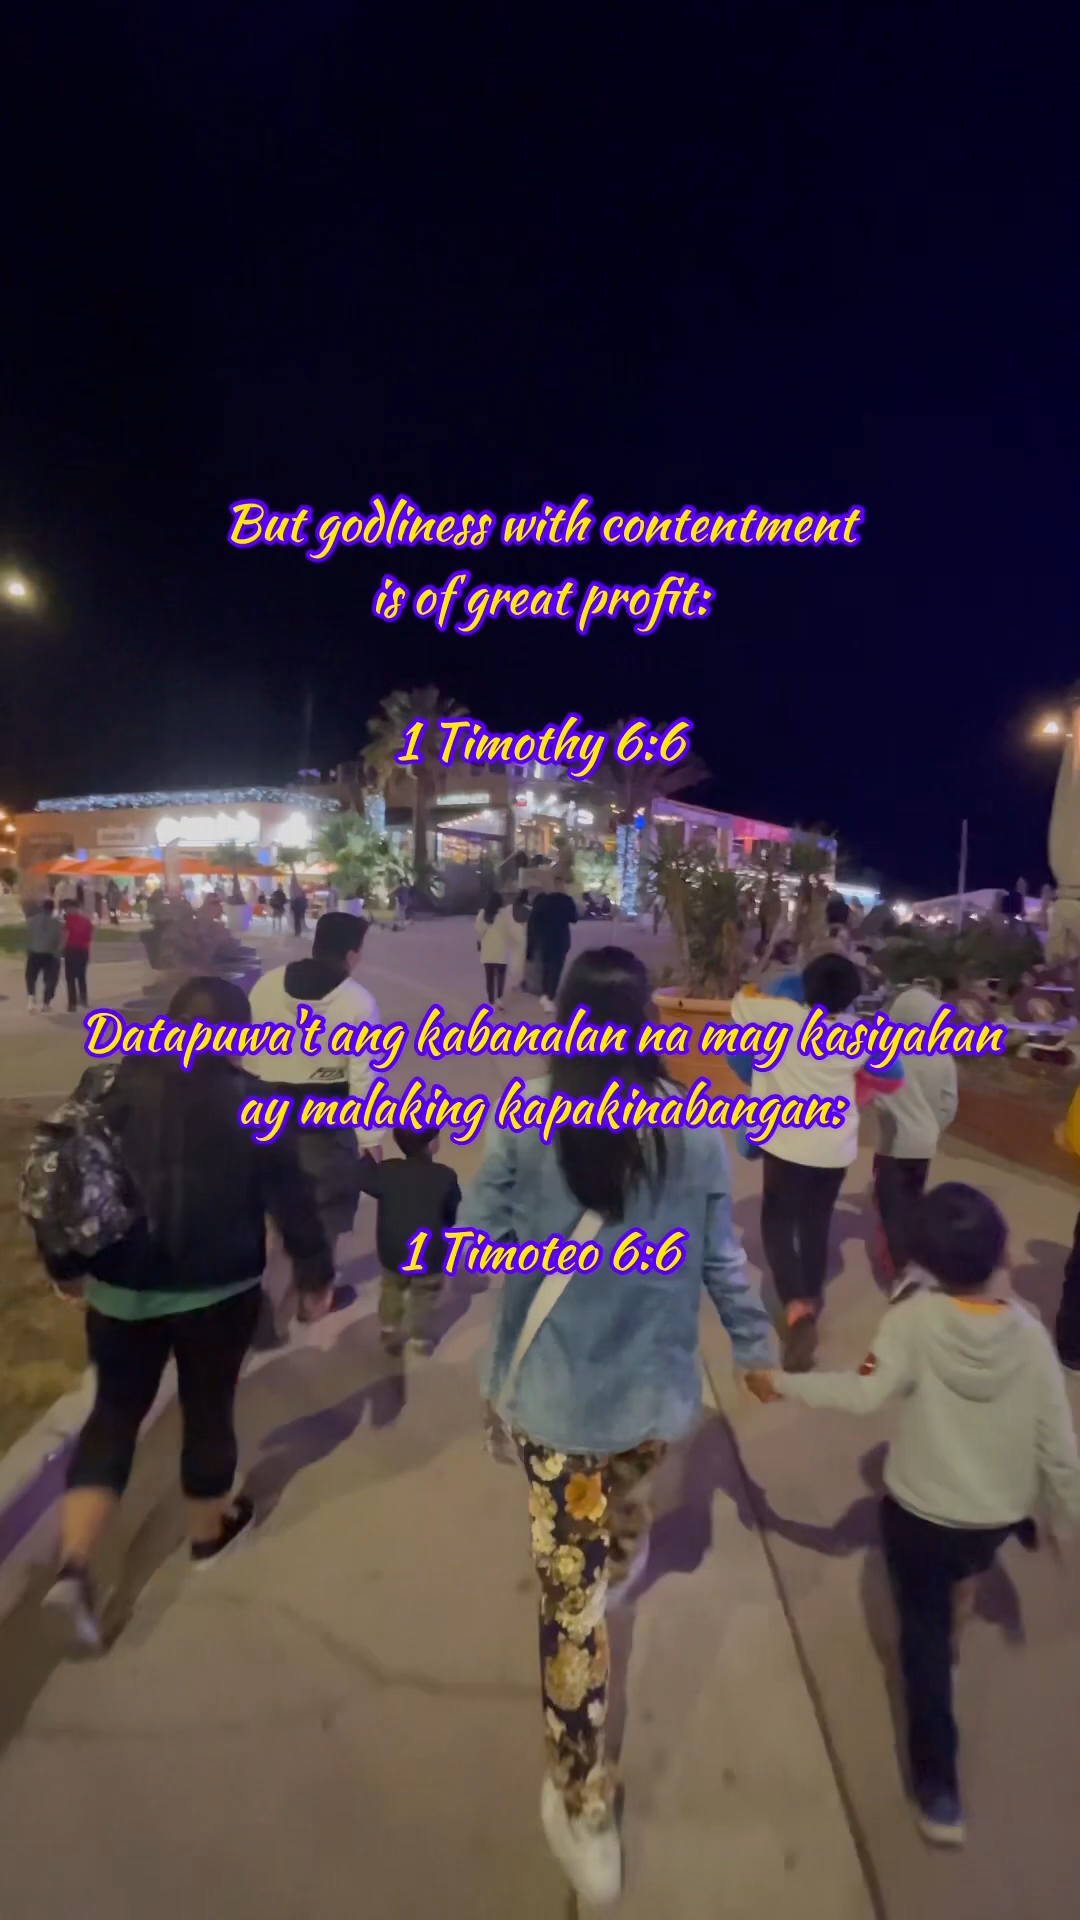 But godliness with contentment
is of great profit:
1 Timothy 6:6
Datapuwa't ang kabanalan na may kasiyahan
ay malaking kapakinabangan:
1 Timoteo 6:6